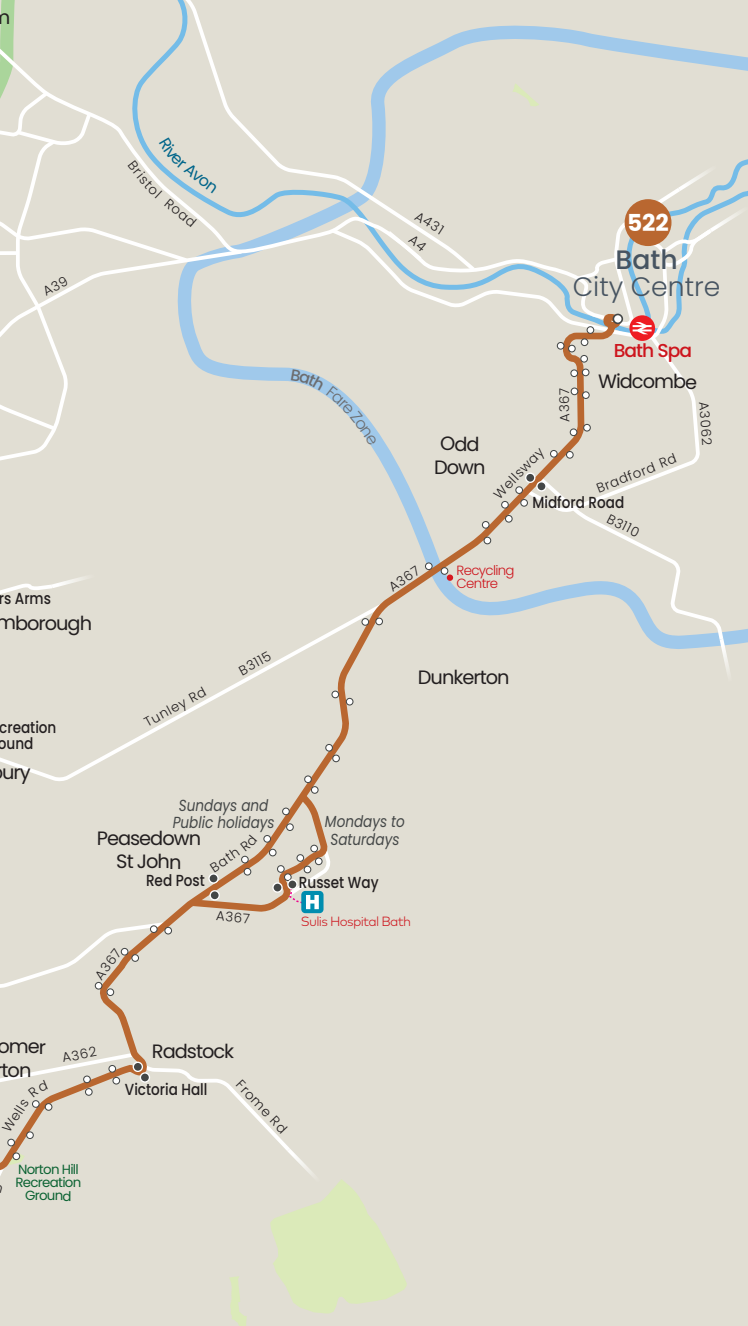 m
River Avon
Bristol Road
A431
A4
522
Bath
City Centre
A39
Bath Spa
Bath Fare Zone
Widcombe
A367
A3062
Odd
Down
Wellsway
Bradford Rd
Midford Road
B3110
A367
Recycling
Centre
rs Arms
mborough
B3115
Dunkerton
Tunley Rd
creation
ound
bury
Sundays and
Public holidays
Mondays to
Saturdays
Peasedown
St John
Bath Rd
Red Post
Russet Way
H
A367
Sulis Hospital Bath
A367
omer
rton
A362
Radstock
Victoria Hall
Wells Rd
Frome Rd
Norton Hill
Recreation
Ground